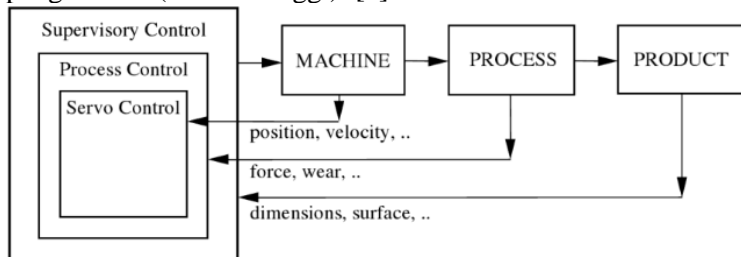 Supervisory Control
Process Control
Servo Control
MACHINE
PROCESS
PRODUCT
position, velocity, ..
force, wear, ..
dimensions, surface, ..